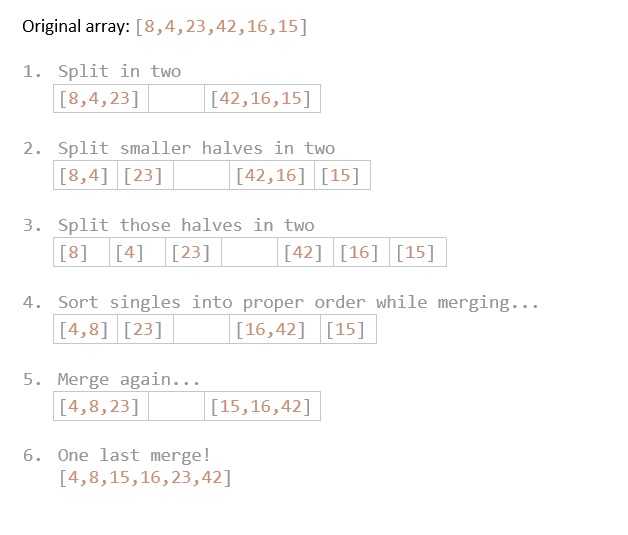 Original array: [8,4,23,42,16,15]
1. Split in two
[8,4,23] [42,16,15]
2. Split smaller halves in two
[8,4] [23] [42,16] [15]
3. Split those halves in two
[8] [4] [23] [42] [16] [15]
4. Sort singles into proper order while merging...
[4,8] [23] [16,42] [15]
5. Merge again...
[4,8,23] [15,16,42]
6. One last merge!
[4,8,15,16,23,42]